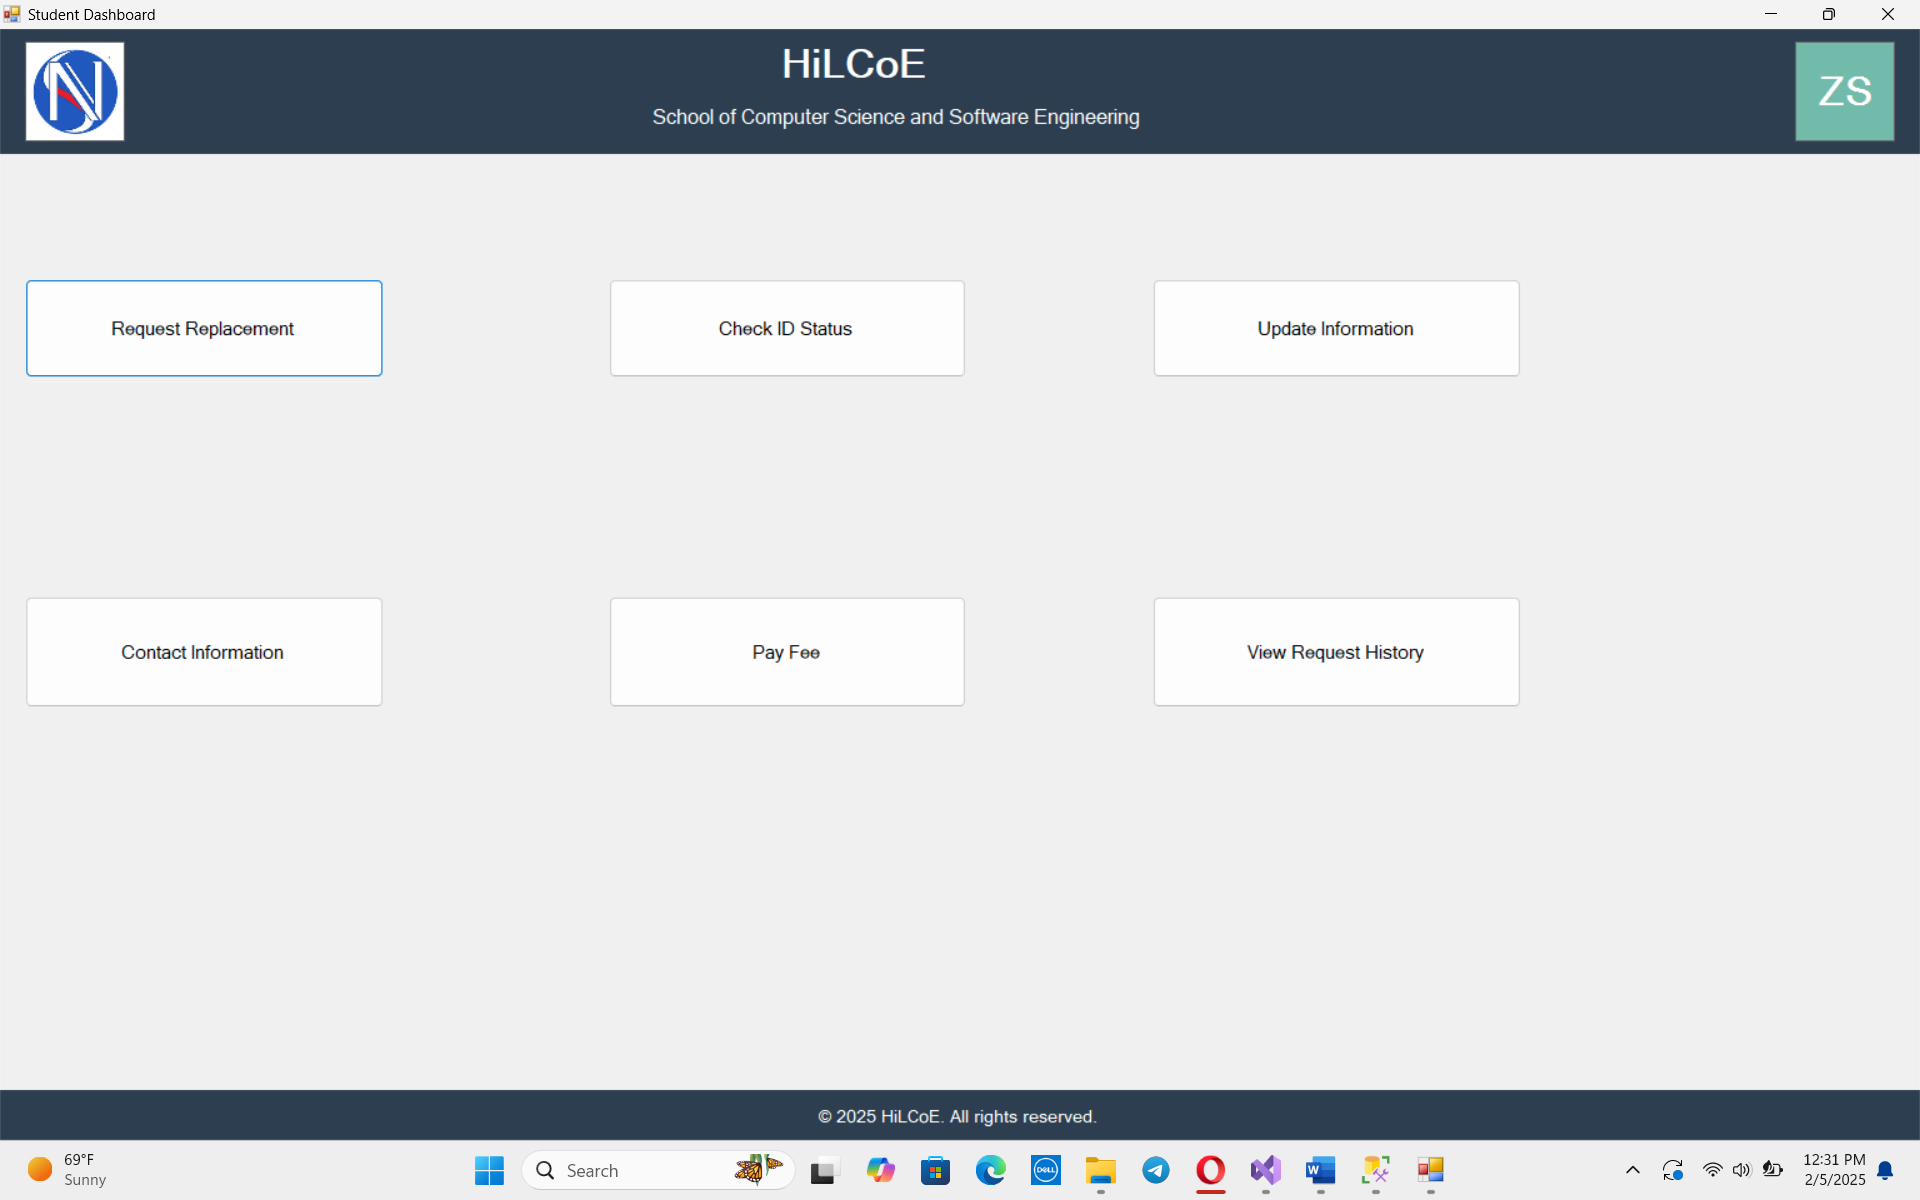 Student Dashboard
HiLCoE
School of Computer Science and Software Engineering
ZS
N
Request Replacement
Check ID Status
Update Information
Contact Information
Pay Fee
View Request History
© 2025 HiLCoE. All rights reserved.
69°F
Sunny
Search
DELL
W
12:31 PM
2/5/2025